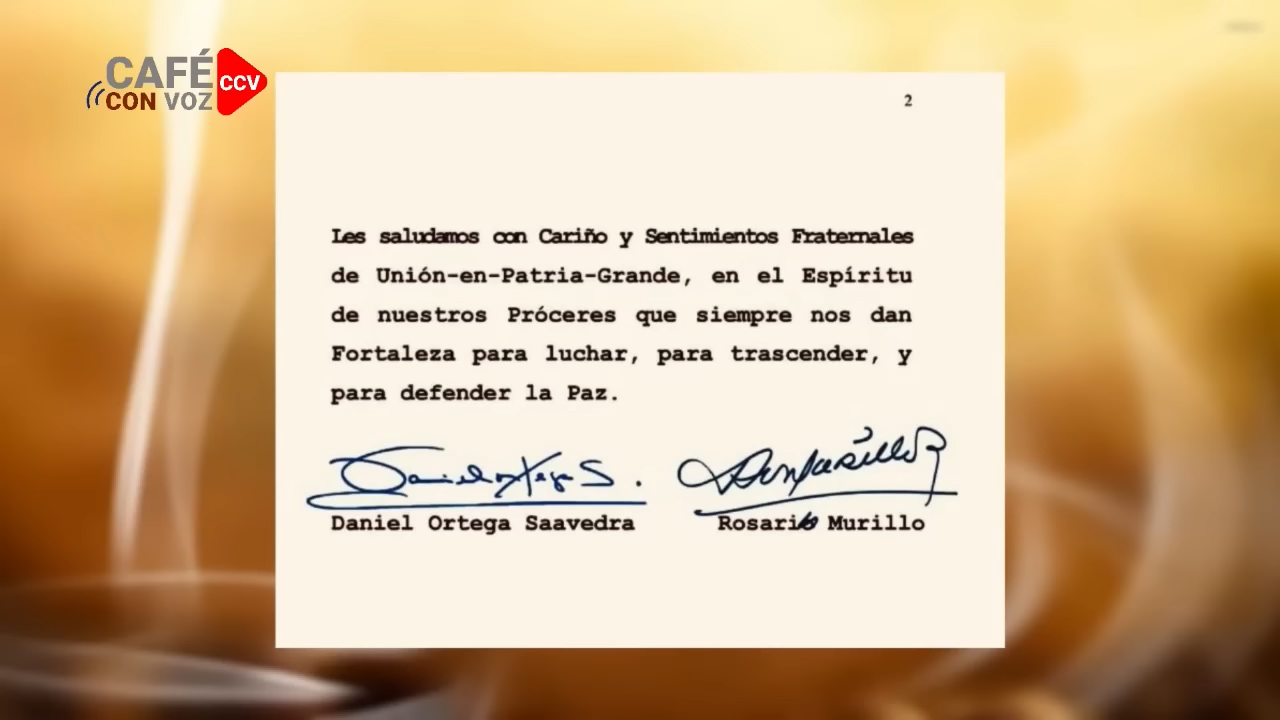 CAFÉ
CON VOZ
CCV
2
Les saludamos con Cariño y Sentimientos Fraternales
de Unión-en-Patria-Grande, en el Espíritu
de nuestros Próceres que siempre nos dan
Fortaleza para luchar, para trascender, y
para defender la Paz.
Daniel Ortega S.
Daniel Ortega Saavedra
Rosario Murillo